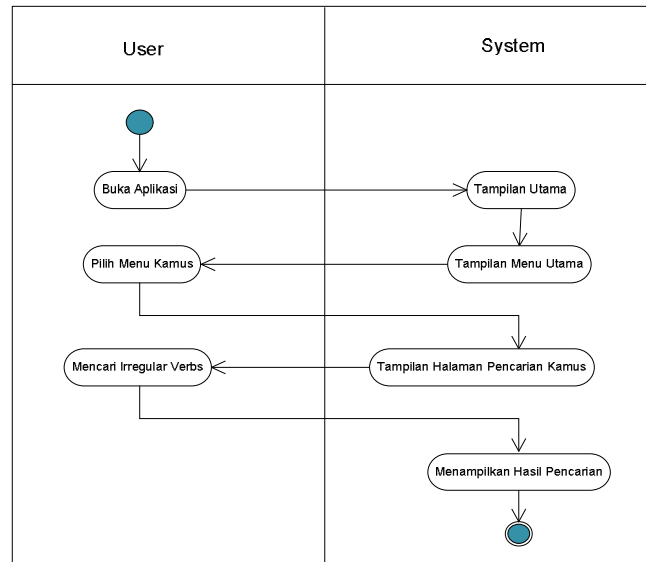 User
System
Buka Aplikasi
Tampilan Utama
Pilih Menu Kamus
Tampilan Menu Utama
Mencari Irregular Verbs
Tampilan Halaman Pencarian Kamus
Menampilkan Hasil Pencarian